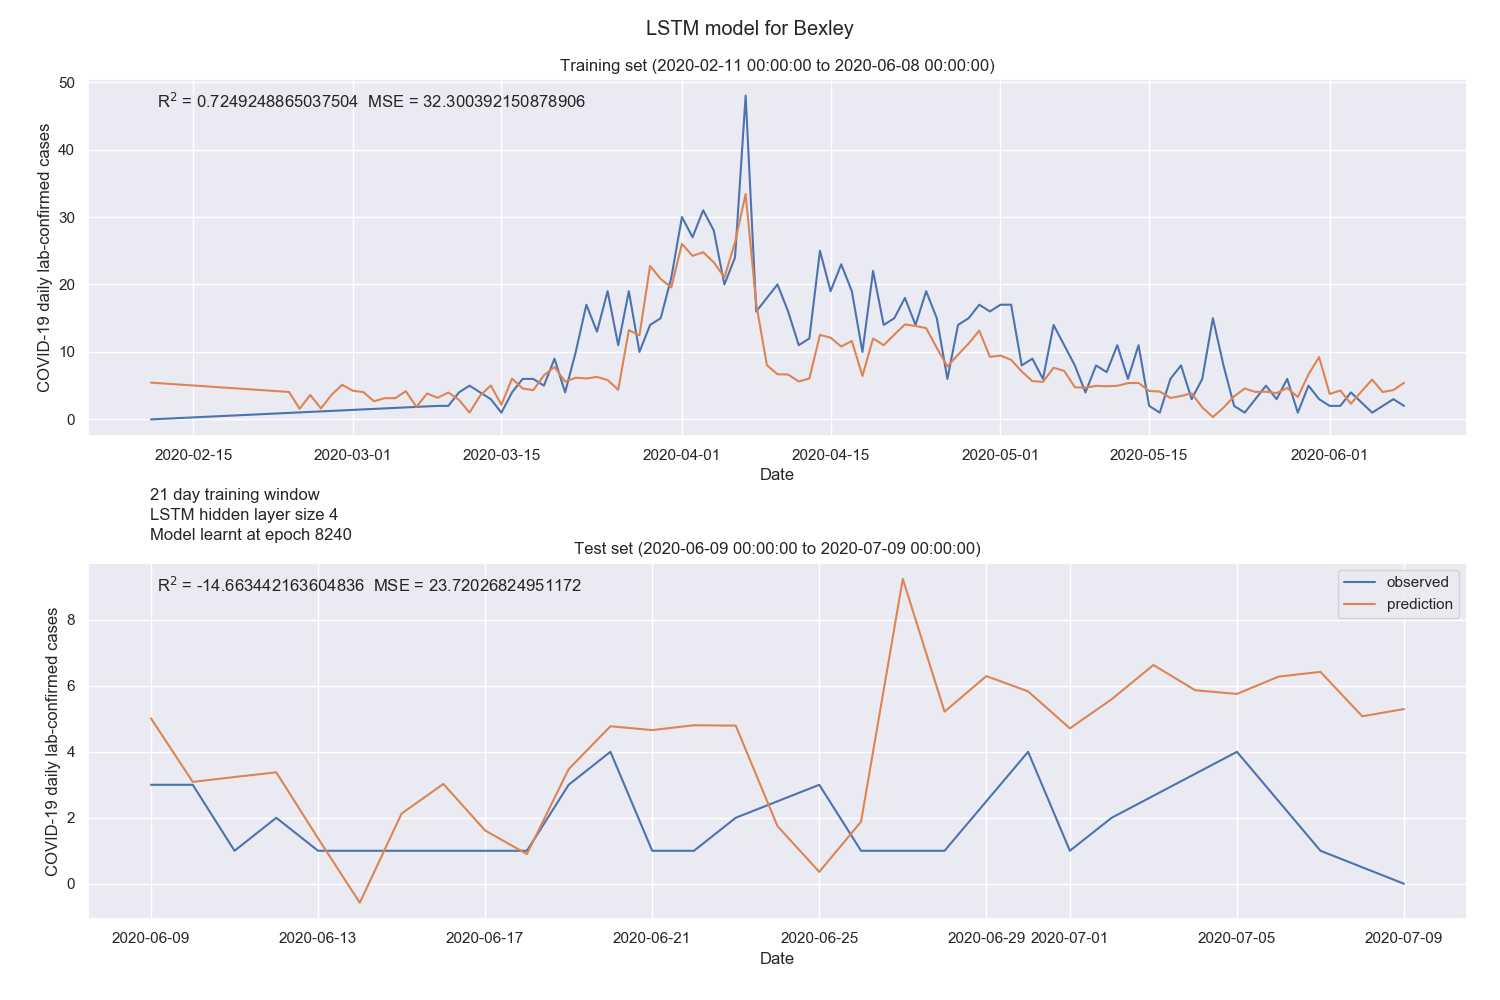 LSTM model for Bexley
Training set (2020-02-11 00:00:00 to 2020-06-08 00:00:00)
R² = 0.7249248865037504 MSE = 32.300392150878906
COVID-19 daily lab-confirmed cases
50
40
30
20
10
0
2020-02-15 2020-03-01 2020-03-15 2020-04-01 2020-04-15 2020-05-01 2020-05-15 2020-06-01
Date
21 day training window
LSTM hidden layer size 4
Model learnt at epoch 8240
Test set (2020-06-09 00:00:00 to 2020-07-09 00:00:00)
R² = -14.663442163604836 MSE = 23.72026824951172
observed
prediction
COVID-19 daily lab-confirmed cases
8
6
4
2
0
2020-06-09 2020-06-13 2020-06-17 2020-06-21 2020-06-25 2020-06-29 2020-07-01 2020-07-05 2020-07-09
Date